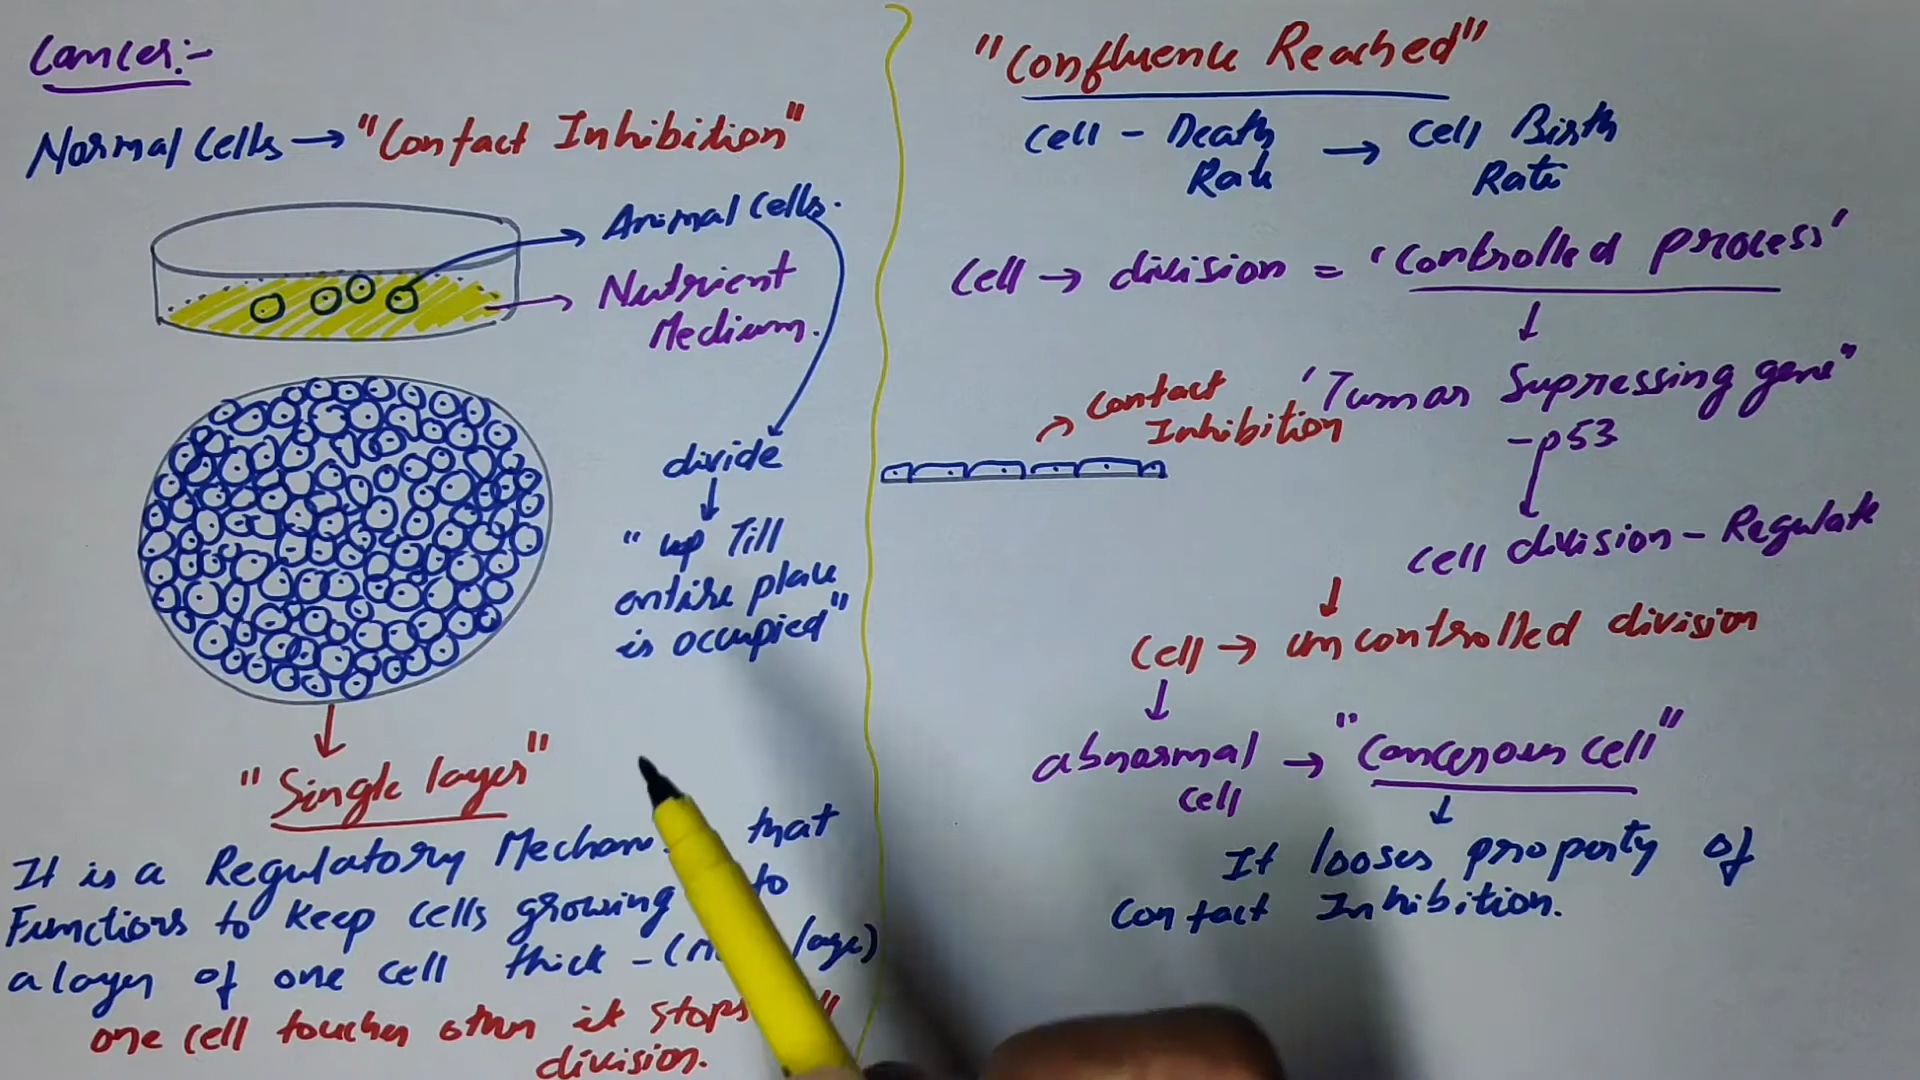 Cancer:-
Normal Cells → "Contact Inhibition"
Animal Cells.
Nutrient
Medium.
divide
"up Till
entire place
is occupied"
"Single layer"
It is a Regulatory Mechan that
Functions to keep cells growing to
a layer of one cell thick - (
one cell touches other it stops
division.
"Confluence Reached"
Cell - Death → Cell Birth
Rate Rate
Cell → division = 'Controlled process'
'Tumar Supressing gene"
-p53
contact
Inhibition
cell division - Regulate
Cell → uncontrolled division
abnormal → "Cancerous cell"
cell
It looses property of
Contact Inhibition.